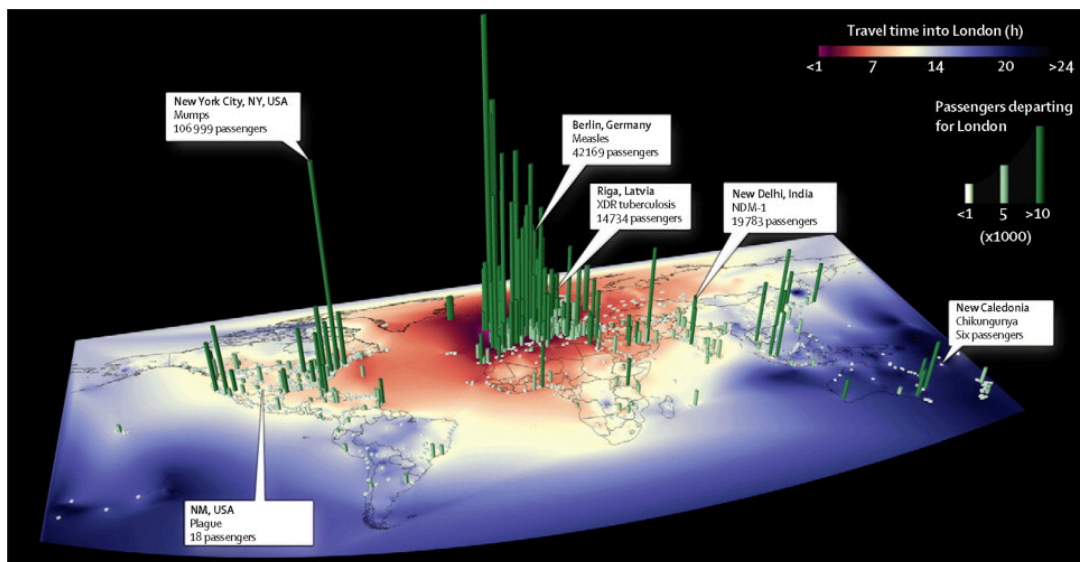 Travel time into London (h)
<1 7 14 20 >24
Passengers departing
for London
<1 5 >10
(x1000)
New York City, NY, USA
Mumps
106 999 passengers
Berlin, Germany
Measles
42169 passengers
Riga, Latvia
XDR tuberculosis
14734 passengers
New Delhi, India
NDM-1
19783 passengers
New Caledonia
Chikungunya
Six passengers
NM, USA
Plague
18 passengers